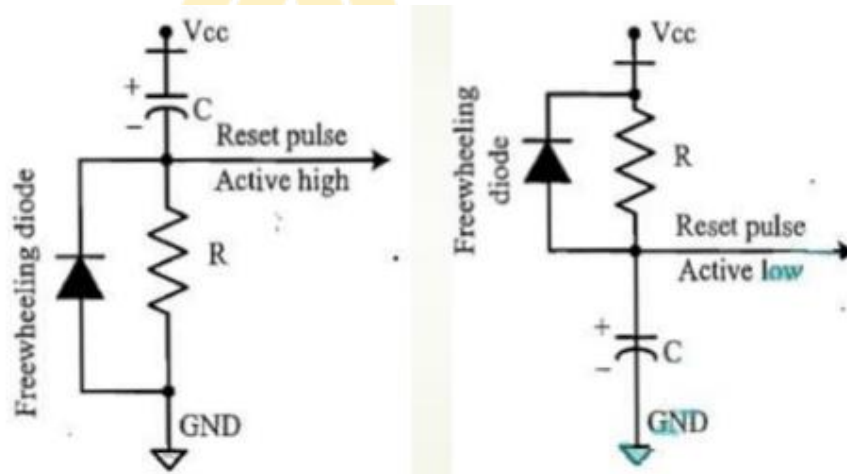 Vcc
+
C
−
Reset pulse
Active high
Freewheeling diode
R
GND
Vcc
Freewheeling
diode
R
Reset pulse
Active low
+
C
−
GND